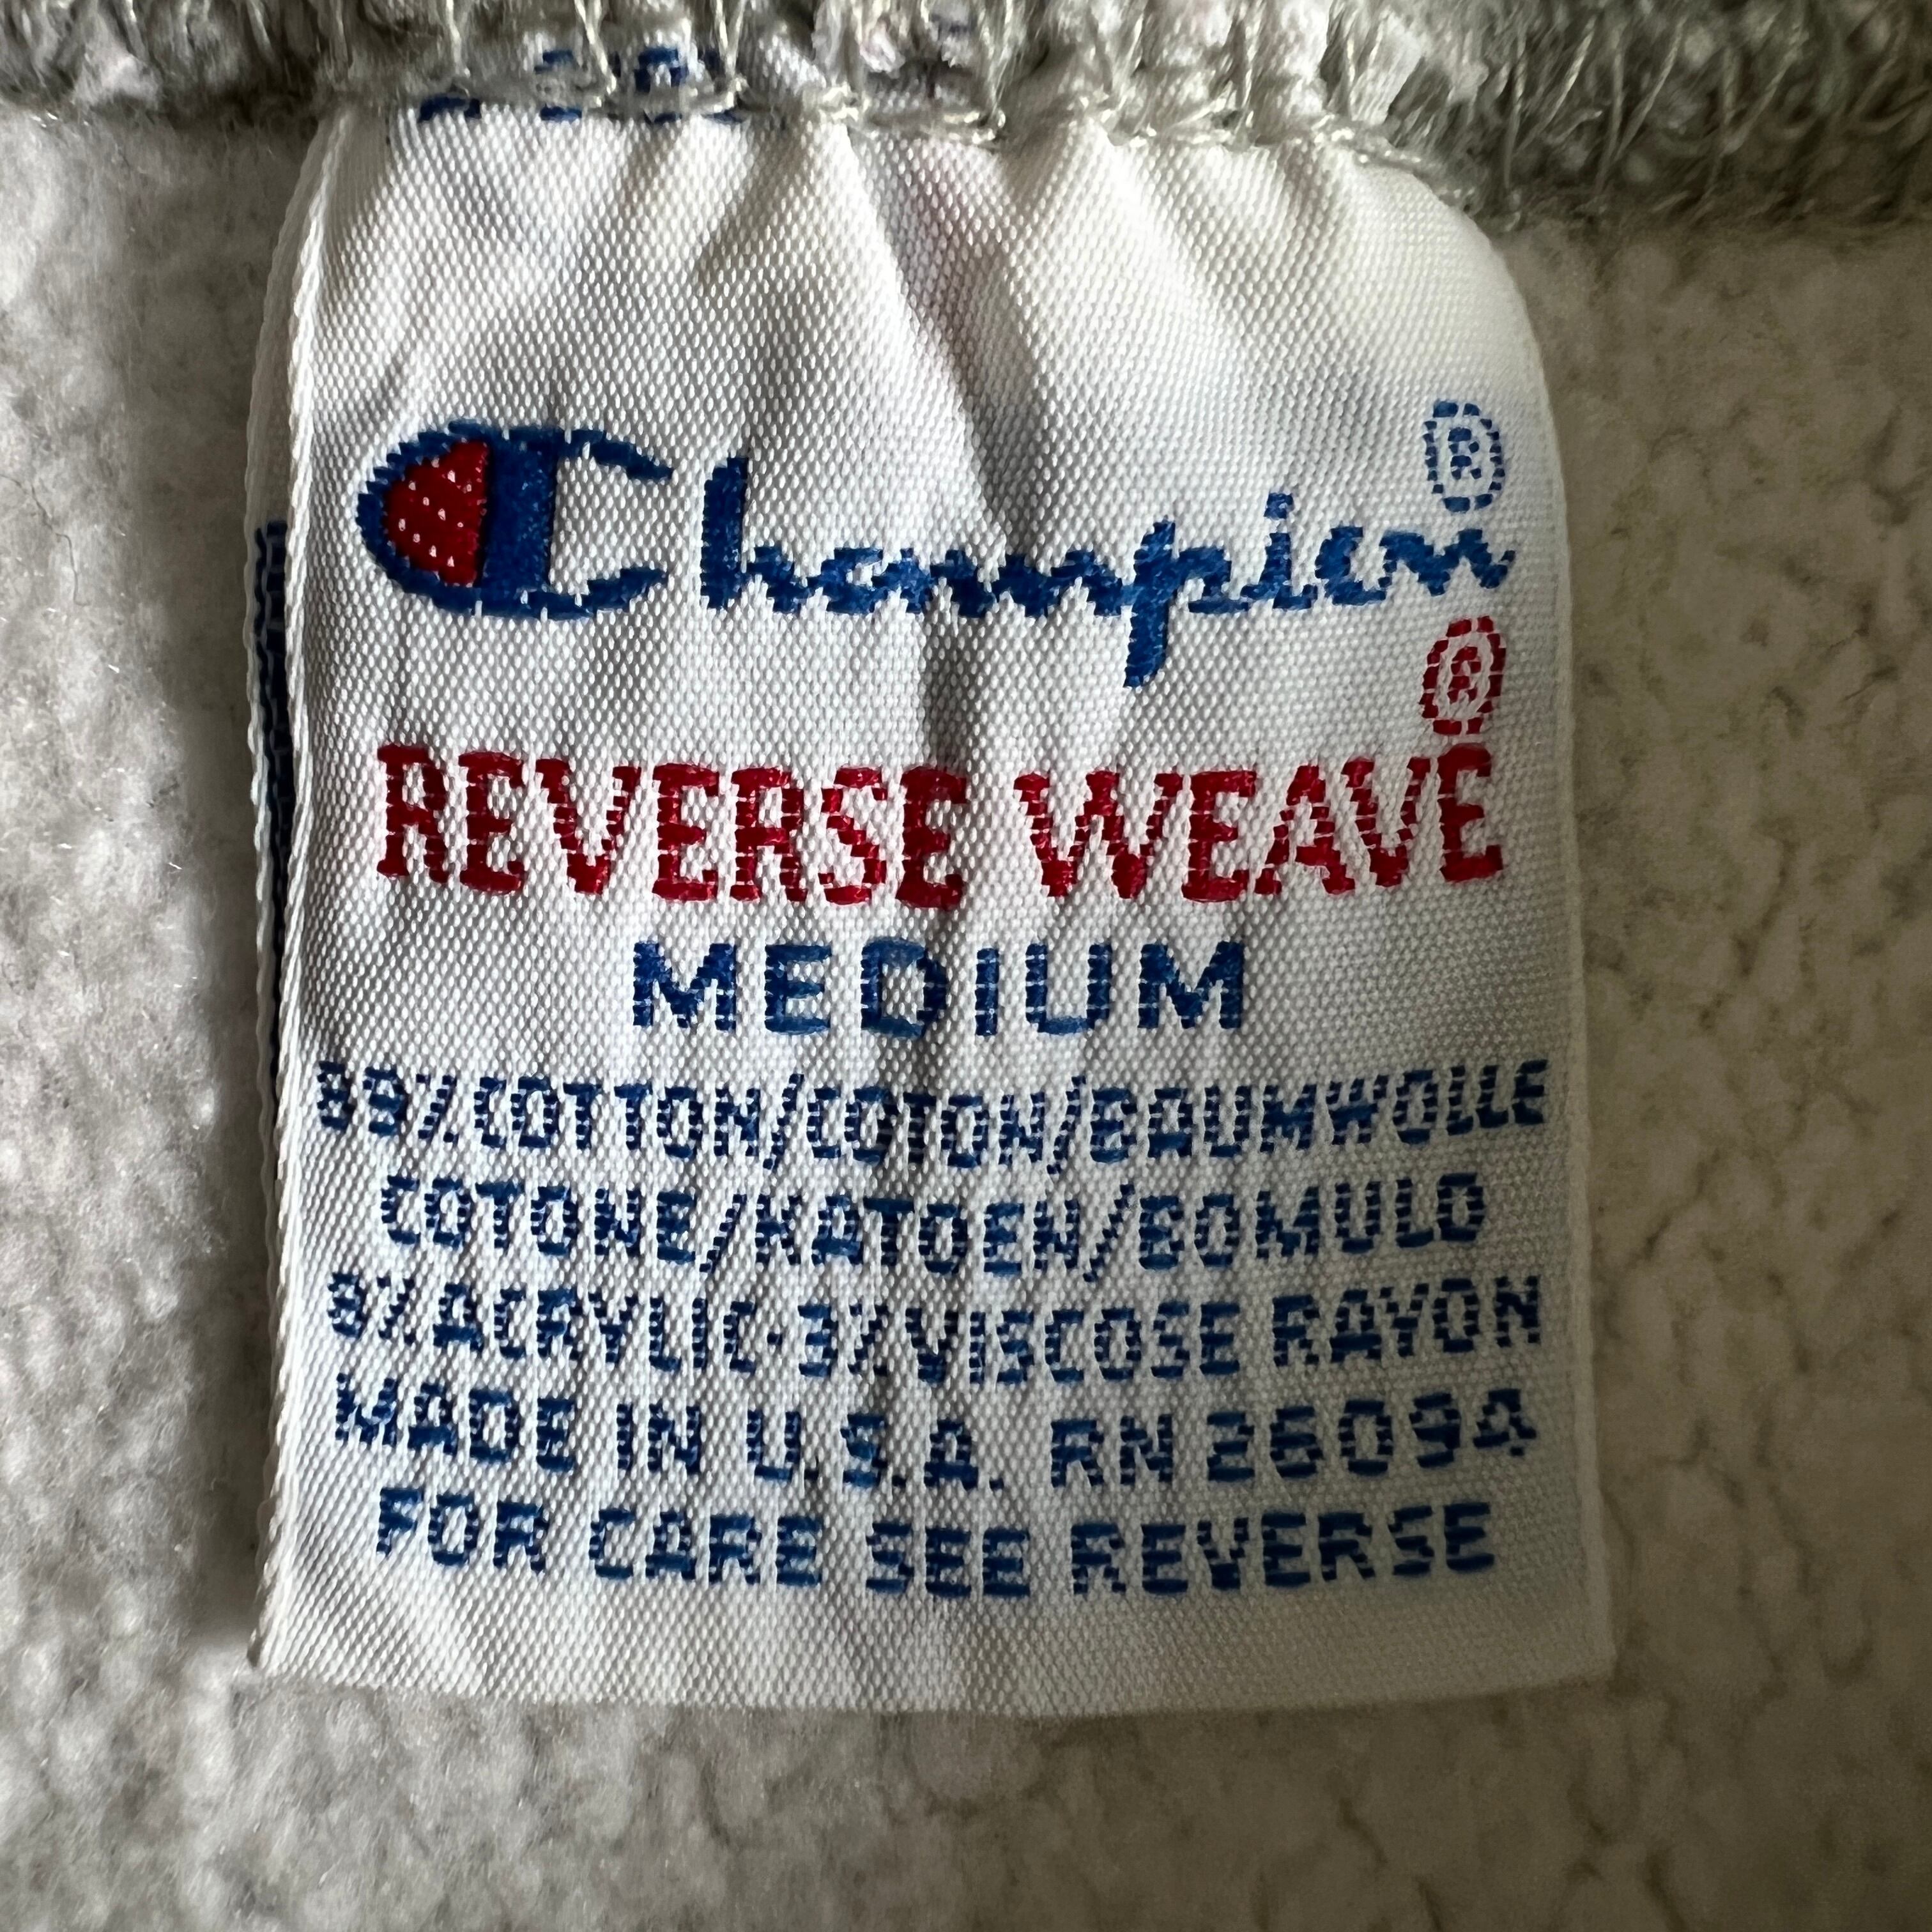 Champion ®
®
REVERSE WEAVE
MEDIUM
89% COTTON/COTON/BAUMWOLLE
COTONE/KATOEN/BOMULD
8% ACRYLIC·3% VISCOSE RAYON
MADE IN U.S.A. RN 26094
FOR CARE SEE REVERSE